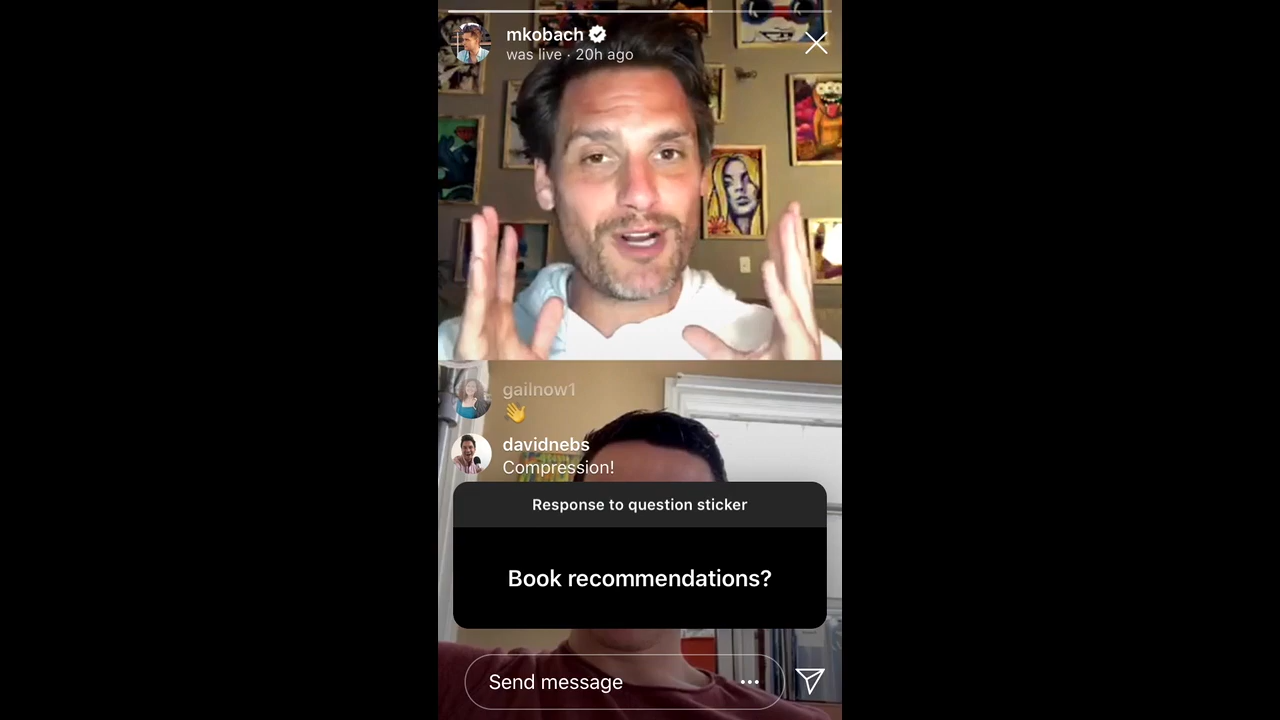 mkobach
was live · 20h ago
gailnow1
👋
davidnebs
Compression!
Response to question sticker
Book recommendations?
Send message